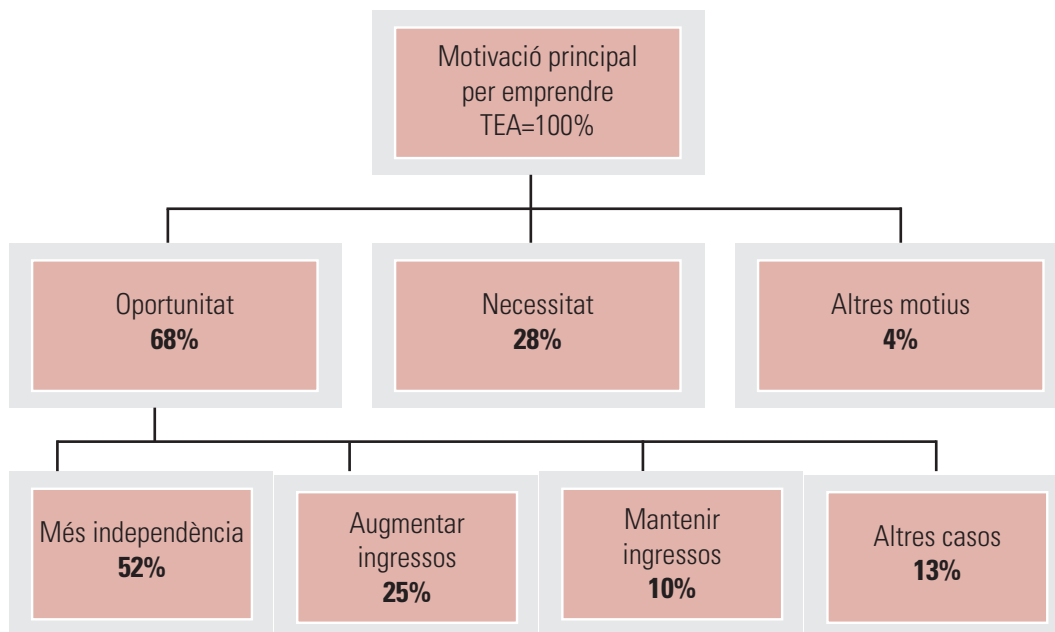 Motivació principal
per emprendre
TEA=100%
Oportunitat
68%
Necessitat
28%
Altres motius
4%
Més independència
52%
Augmentar
ingressos
25%
Mantenir
ingressos
10%
Altres casos
13%